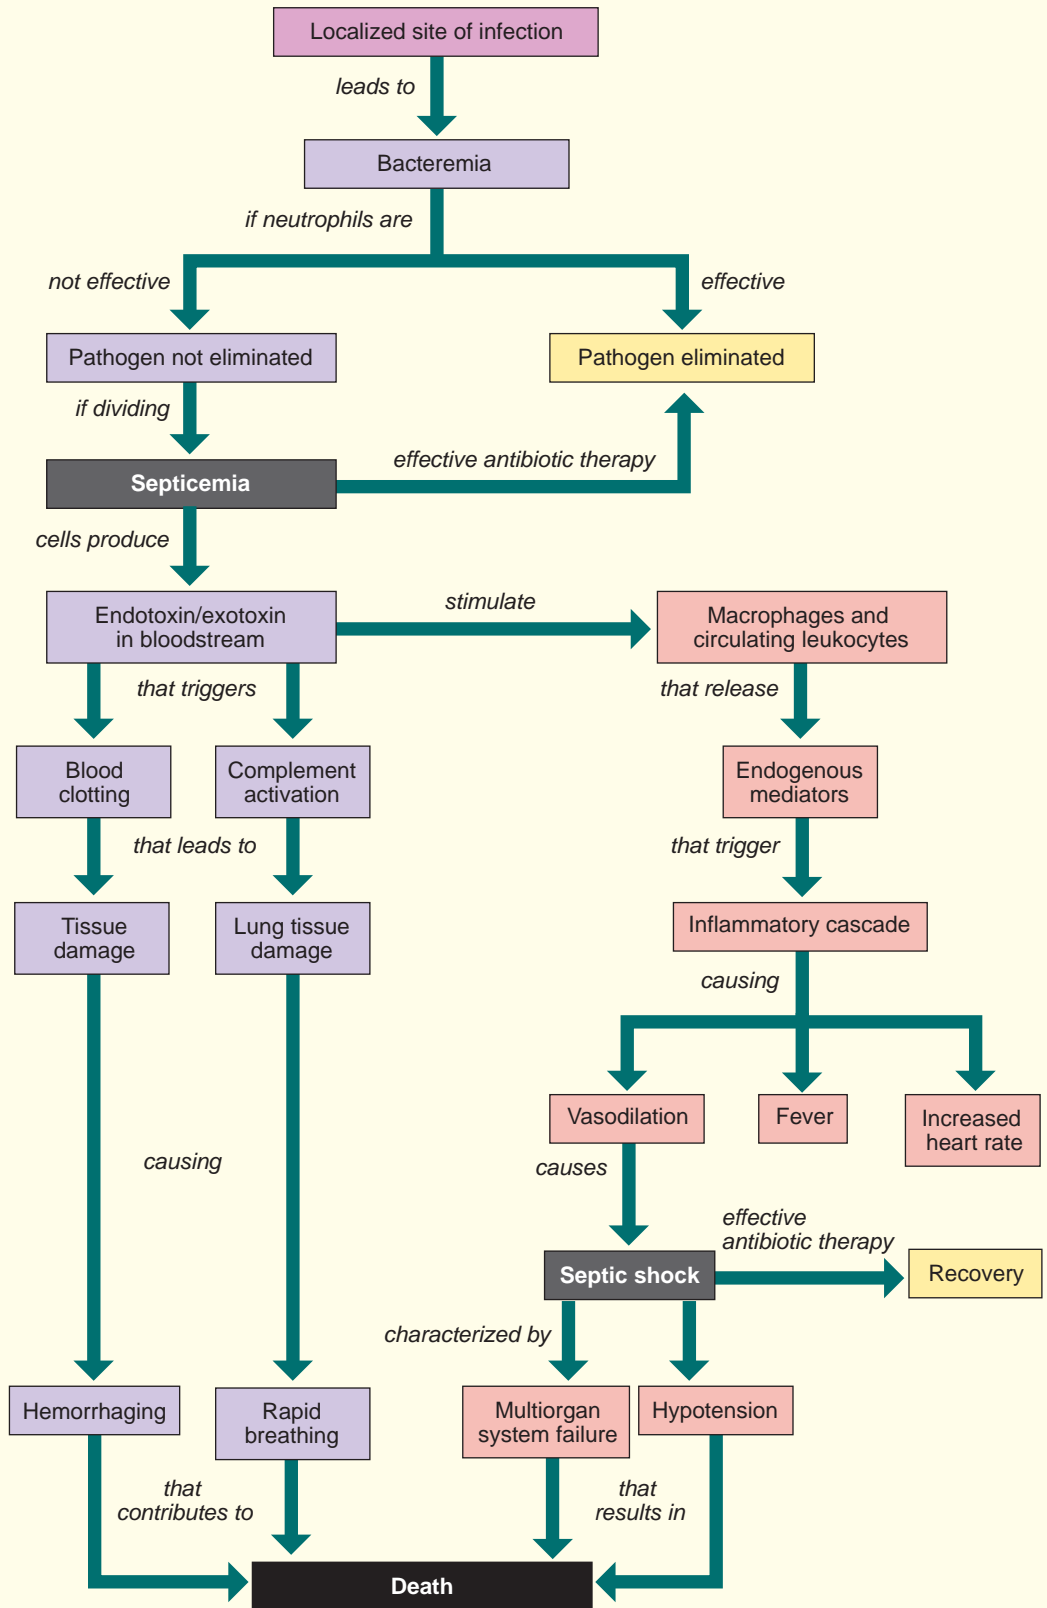 Localized site of infection
leads to
Bacteremia
if neutrophils are
not effective
effective
Pathogen not eliminated
Pathogen eliminated
if dividing
effective antibiotic therapy
Septicemia
cells produce
Endotoxin/exotoxin
in bloodstream
stimulate
Macrophages and
circulating leukocytes
that triggers
that release
Blood
clotting
Complement
activation
Endogenous
mediators
that leads to
that trigger
Tissue
damage
Lung tissue
damage
Inflammatory cascade
causing
Vasodilation
Fever
Increased
heart rate
causing
causes
effective
antibiotic therapy
Septic shock
Recovery
characterized by
Hemorrhaging
Rapid
breathing
Multiorgan
system failure
Hypotension
that
contributes to
that
results in
Death